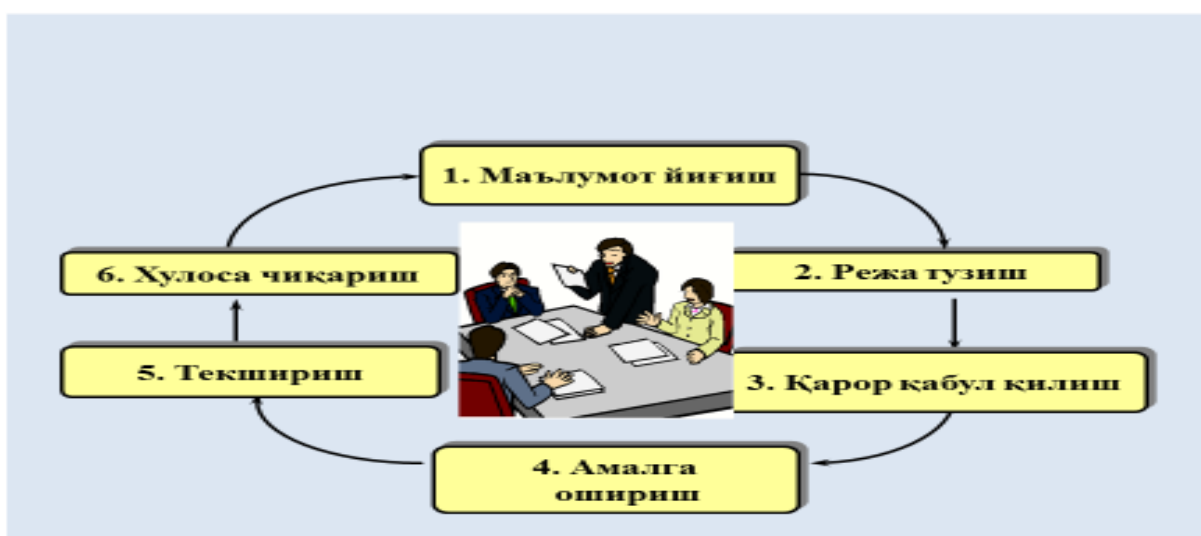 1. Маълумот йиғиш
2. Режа тузиш
3. Қарор қабул қилиш
4. Амалга
ошириш
5. Текшириш
6. Хулоса чиқариш